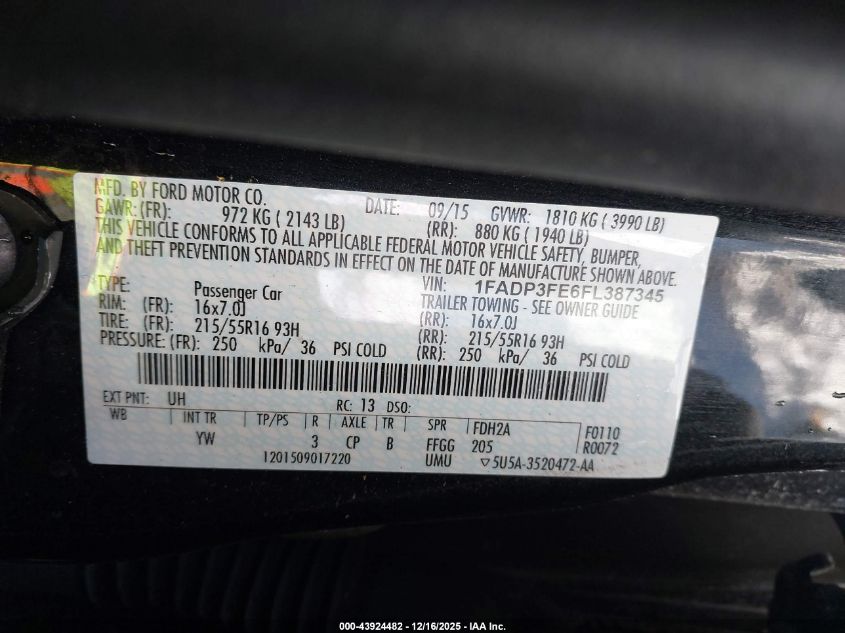 MFD. BY FORD MOTOR CO.
DATE: 09/15 GVWR: 1810 KG ( 3990 LB)
GAWR: (FR): 972 KG ( 2143 LB) (RR): 880 KG ( 1940 LB)
THIS VEHICLE CONFORMS TO ALL APPLICABLE FEDERAL MOTOR VEHICLE SAFETY, BUMPER,
AND THEFT PREVENTION STANDARDS IN EFFECT ON THE DATE OF MANUFACTURE SHOWN ABOVE.
VIN: 1FADP3FE6FL387345
TYPE: Passenger Car TRAILER TOWING - SEE OWNER GUIDE
RIM: (FR): 16x7.0J (RR): 16x7.0J
TIRE: (FR): 215/55R16 93H (RR): 215/55R16 93H
PRESSURE: (FR): 250 kPa/ 36 PSI COLD (RR): 250 kPa/ 36 PSI COLD
EXT PNT: UH RC: 13 DSO:
WB INT TR TP/PS R AXLE TR SPR FDH2A F0110
YW 3 CP B FFGG 205 R0072
1201509017220 UMU ▽5U5A-3520472-AA
000-43924482 - 12/16/2025 - IAA Inc.